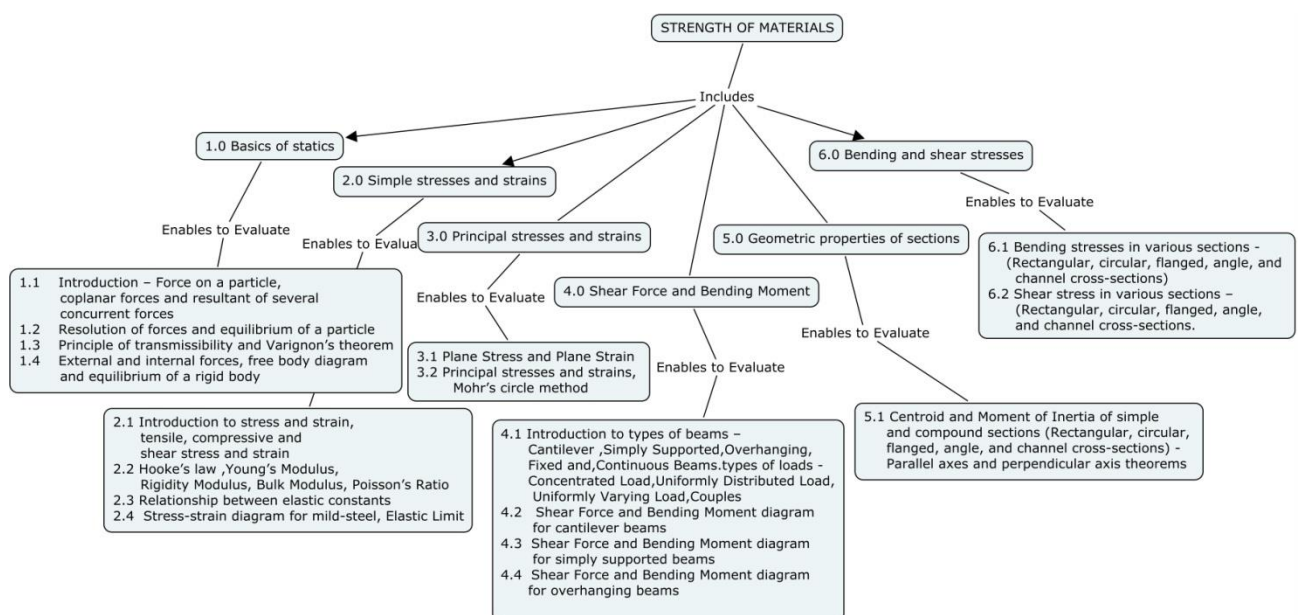 STRENGTH OF MATERIALS
Includes
1.0 Basics of statics
2.0 Simple stresses and strains
3.0 Principal stresses and strains
4.0 Shear Force and Bending Moment
5.0 Geometric properties of sections
6.0 Bending and shear stresses
Enables to Evaluate
1.1 Introduction – Force on a particle,
coplanar forces and resultant of several
concurrent forces
1.2 Resolution of forces and equilibrium of a particle
1.3 Principle of transmissibility and Varignon's theorem
1.4 External and internal forces, free body diagram
and equilibrium of a rigid body
Enables to Evalua
2.1 Introduction to stress and strain,
tensile, compressive and
shear stress and strain
2.2 Hooke's law ,Young's Modulus,
Rigidity Modulus, Bulk Modulus, Poisson's Ratio
2.3 Relationship between elastic constants
2.4 Stress-strain diagram for mild-steel, Elastic Limit
Enables to Evaluate
3.1 Plane Stress and Plane Strain
3.2 Principal stresses and strains,
Mohr's circle method
Enables to Evaluate
4.1 Introduction to types of beams –
Cantilever ,Simply Supported,Overhanging,
Fixed and,Continuous Beams.types of loads -
Concentrated Load,Uniformly Distributed Load,
Uniformly Varying Load,Couples
4.2 Shear Force and Bending Moment diagram
for cantilever beams
4.3 Shear Force and Bending Moment diagram
for simply supported beams
4.4 Shear Force and Bending Moment diagram
for overhanging beams
Enables to Evaluate
5.1 Centroid and Moment of Inertia of simple
and compound sections (Rectangular, circular,
flanged, angle, and channel cross-sections) -
Parallel axes and perpendicular axis theorems
Enables to Evaluate
6.1 Bending stresses in various sections -
(Rectangular, circular, flanged, angle, and
channel cross-sections)
6.2 Shear stress in various sections –
(Rectangular, circular, flanged, angle,
and channel cross-sections.